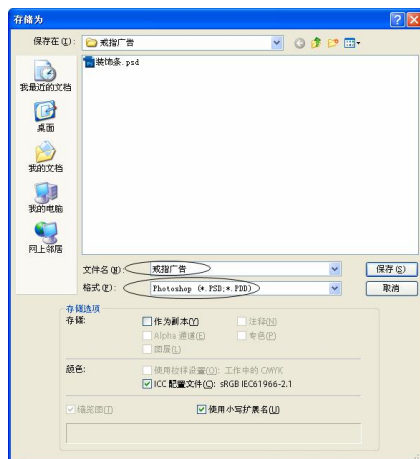 存储为
保存在(I): 戒指广告
装饰条.psd
我最近的文档
桌面
我的文档
我的电脑
网上邻居
文件名(N): 戒指广告 保存(S)
格式(F): Photoshop (*.PSD;*.PDD) 取消
存储选项
存储: 作为副本(Y) 注释(N)
Alpha 通道(E) 专色(P)
图层(L)
颜色: 使用校样设置(O): 工作中的 CMYK
ICC 配置文件(C): sRGB IEC61966-2.1
缩览图(T) 使用小写扩展名(U)